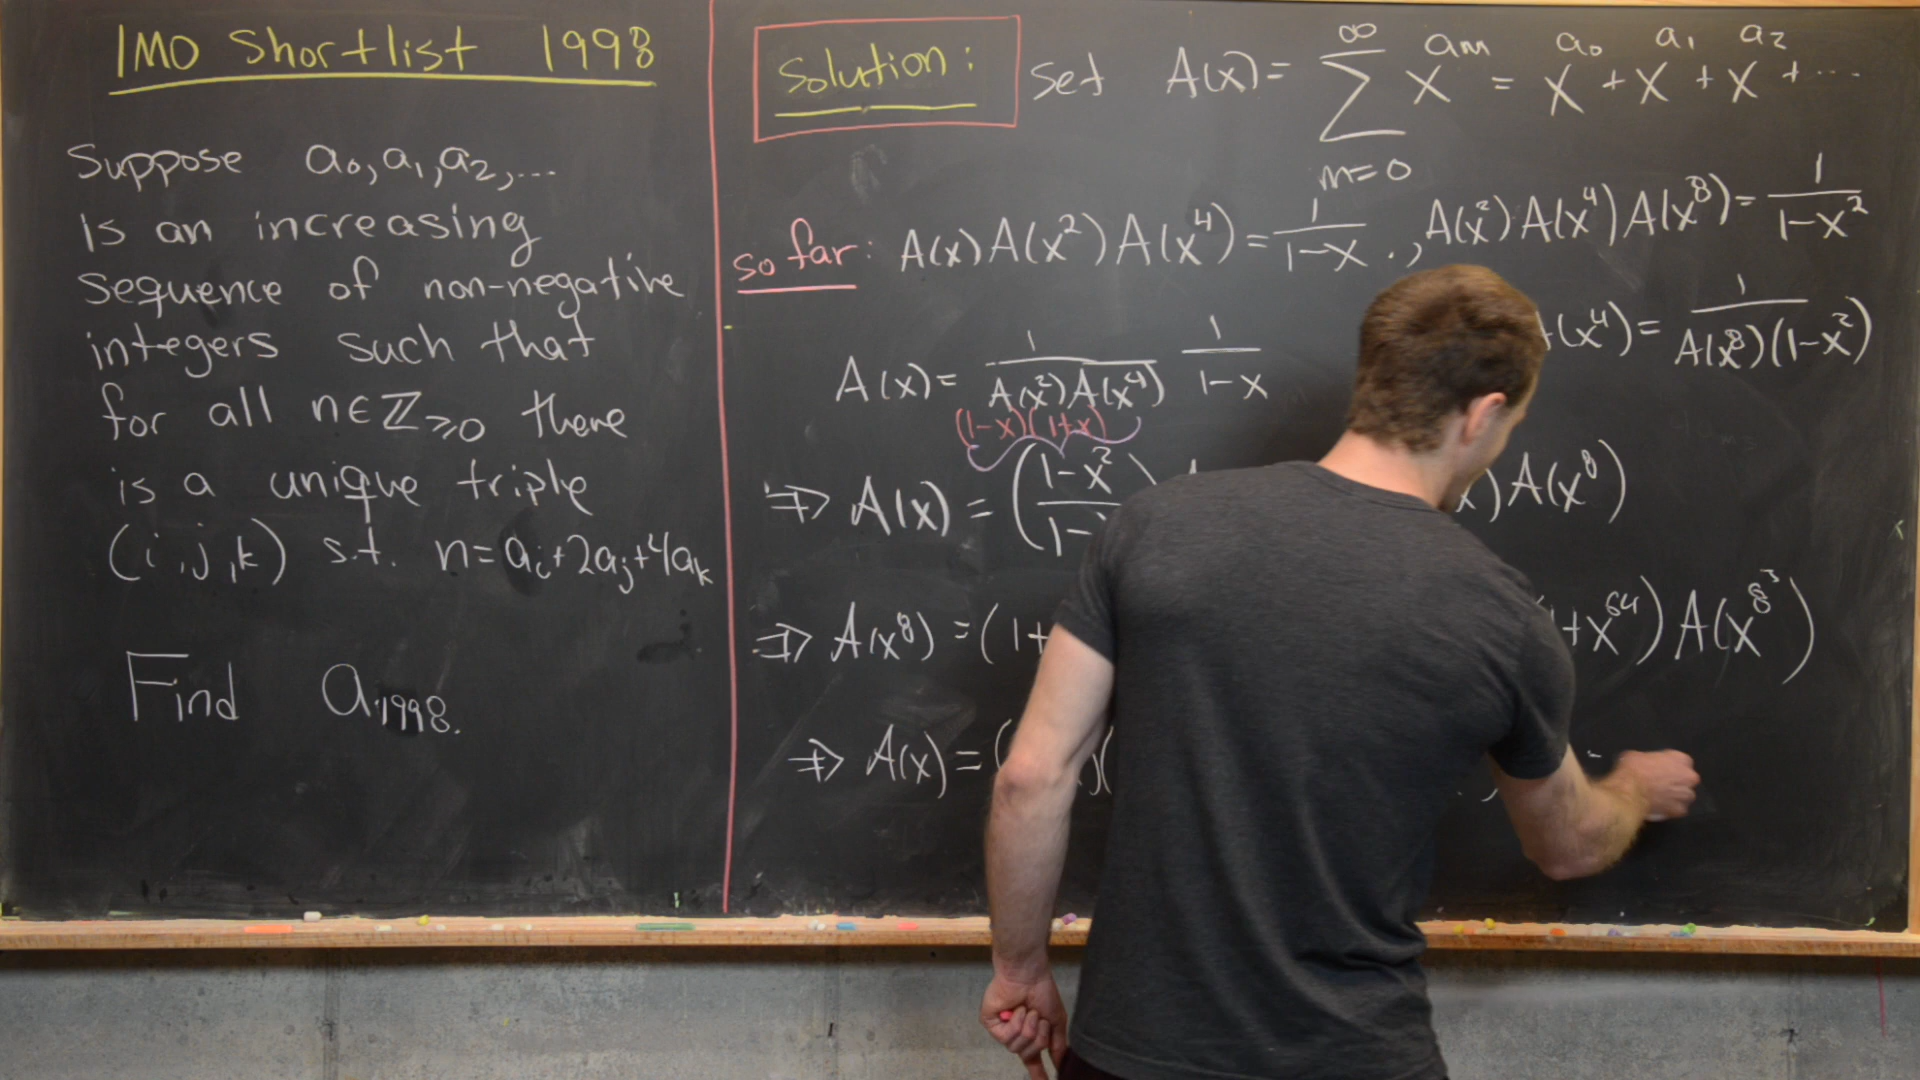 IMO Shortlist 1998
Suppose a₀, a₁, a₂, ...
is an increasing
sequence of non-negative
integers such that
for all n∈ℤ≥0 there
is a unique triple
(i, j, k) s.t. n=aᵢ+2aⱼ+4aₖ
Find a₁₉₉₈.
Solution: Set A(x) = ∑_{m=0}^{∞} x^{aₘ} = x^{a₀} + x^{a₁} + x^{a₂} + ...
so far: A(x)A(x²)A(x⁴) = 1/(1-x) ., A(x²)A(x⁴)A(x⁸) = 1/(1-x²)
A(x) = 1/(A(x²)A(x⁴)) 1/(1-x)
(x⁴) = 1/(A(x⁸)(1-x²))
(1-x)(1+x)
⇒ A(x) = (1-x²/1- x)A(x⁸)
⇒ A(x⁸) = (1+ +x⁶⁴)A(x^{8³})
⇒ A(x) = ( )(